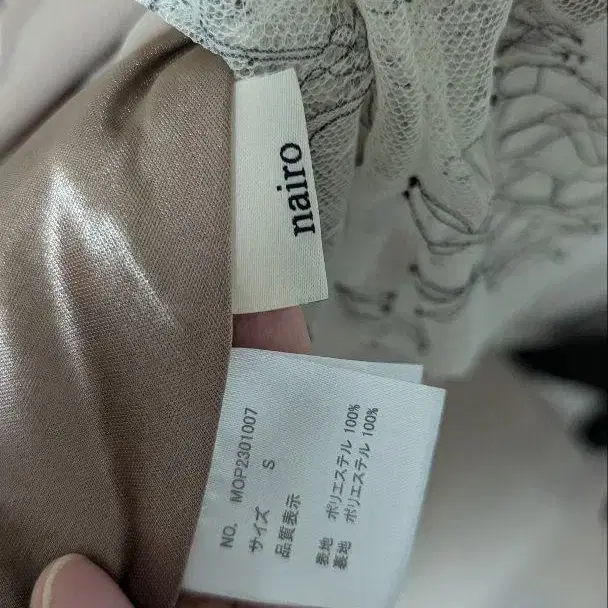 nairo
NO. MOP2301007
サイズ S
品質表示
表地 ポリエステル 100%
裏地 ポリエステル 100%